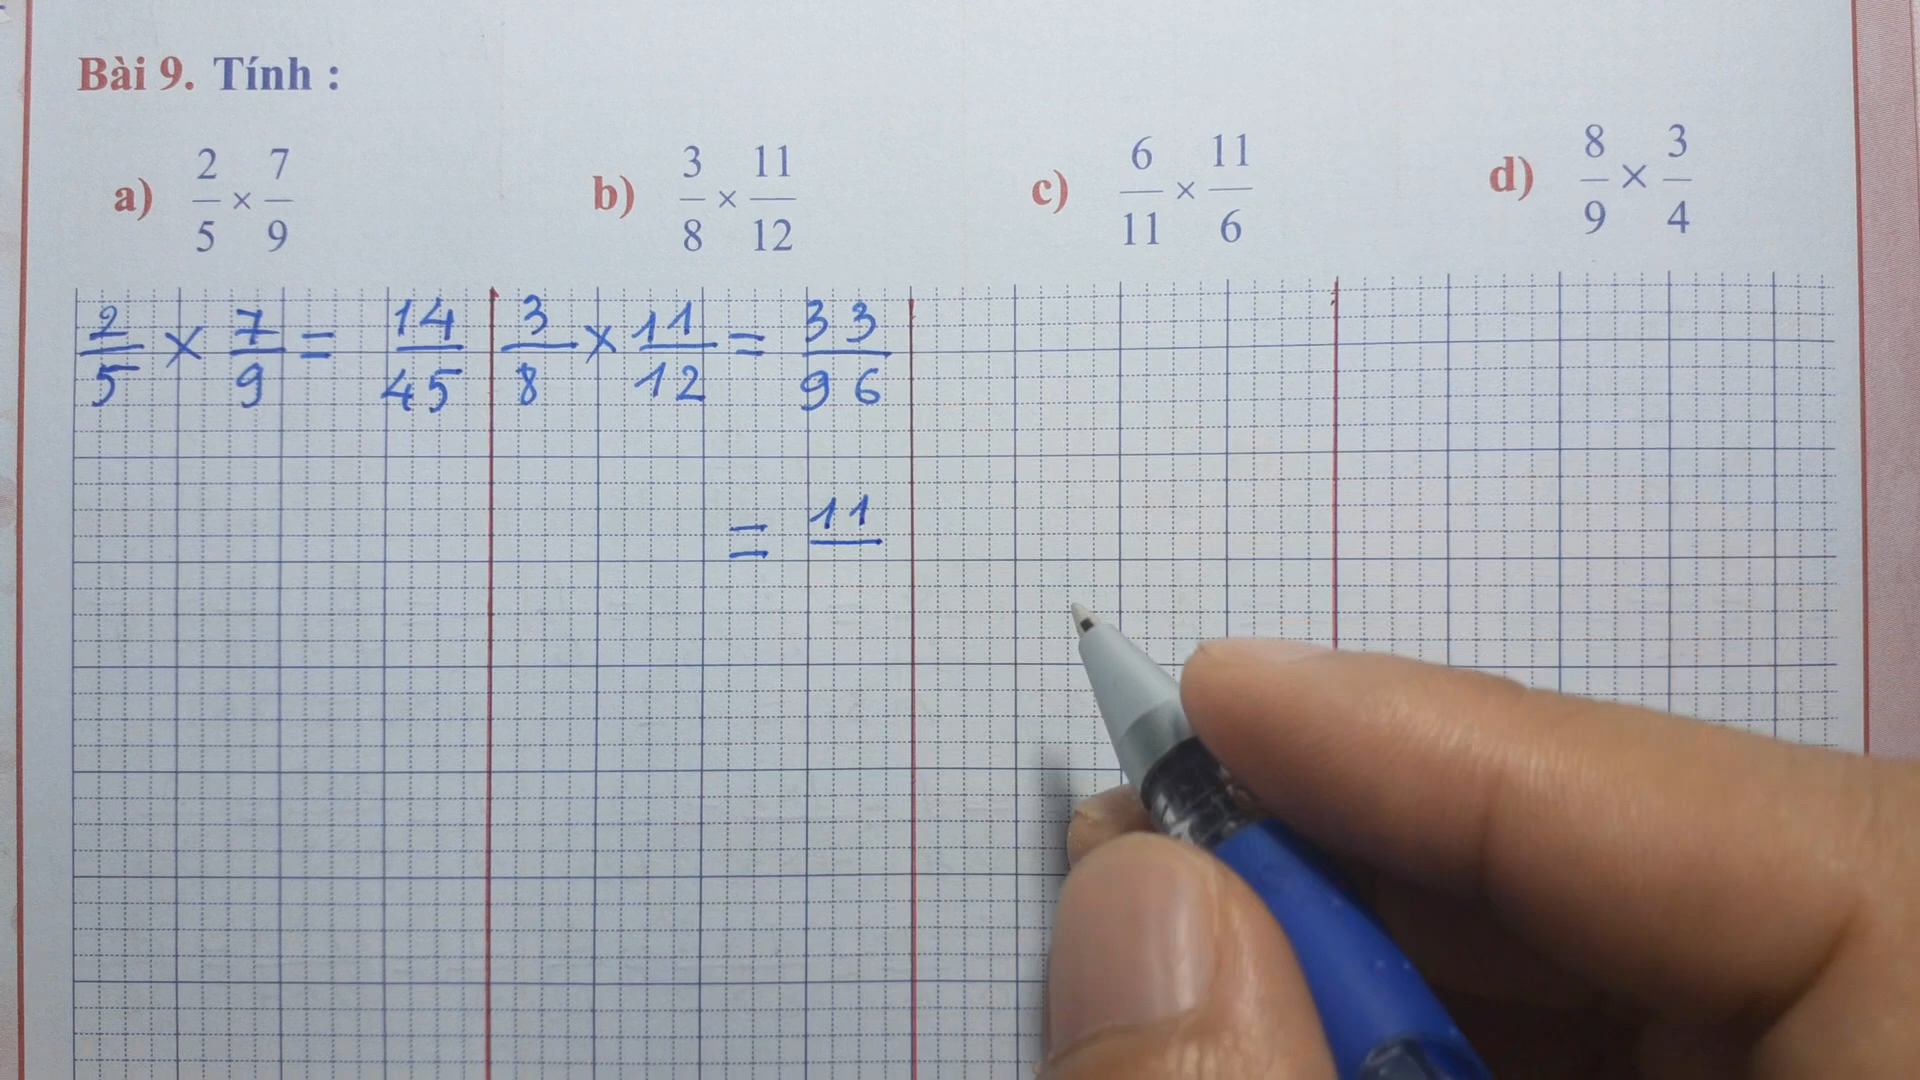 Bài 9. Tính :
a) 2/5 × 7/9 b) 3/8 × 11/12 c) 6/11 × 11/6 d) 8/9 × 3/4
2/5 × 7/9 = 14/45 3/8 × 11/12 = 33/96
= 11/